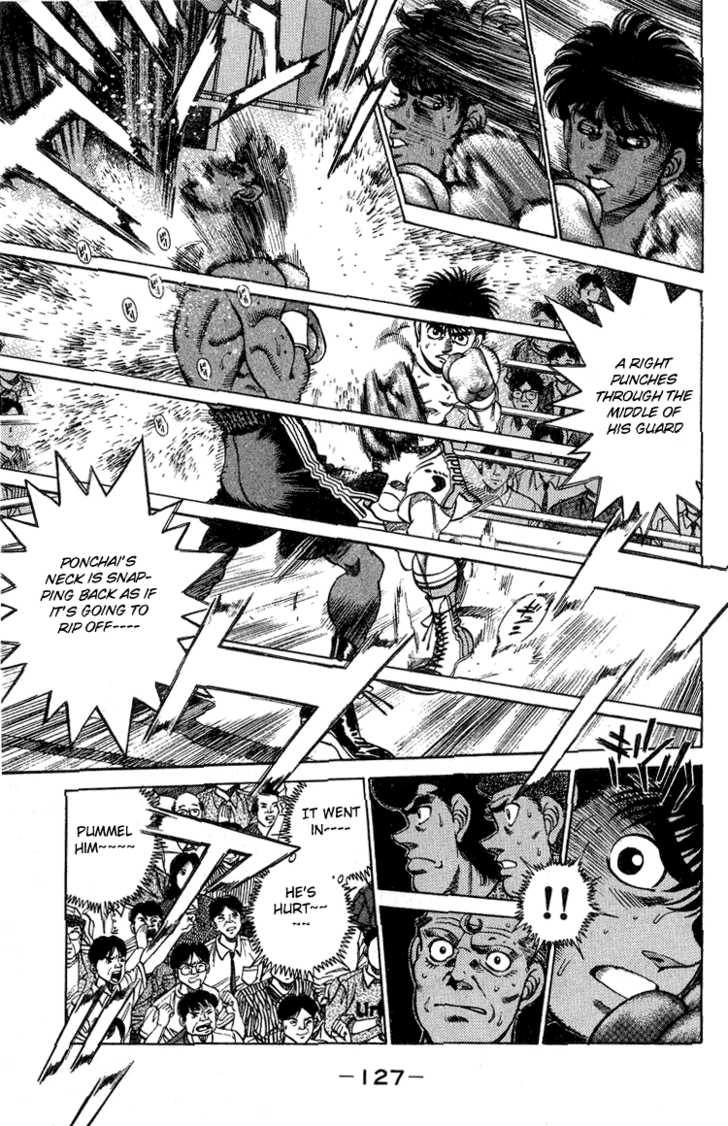 A RIGHT
PUNCHES
THROUGH THE
MIDDLE OF
HIS GUARD
PONCHAI'S
NECK IS SNAP-
PING BACK AS IF
IT'S GOING TO
RIP OFF----
!!
IT WENT
IN----
HE'S
HURT~~
--
PUMMEL
HIM~~~~
-127-